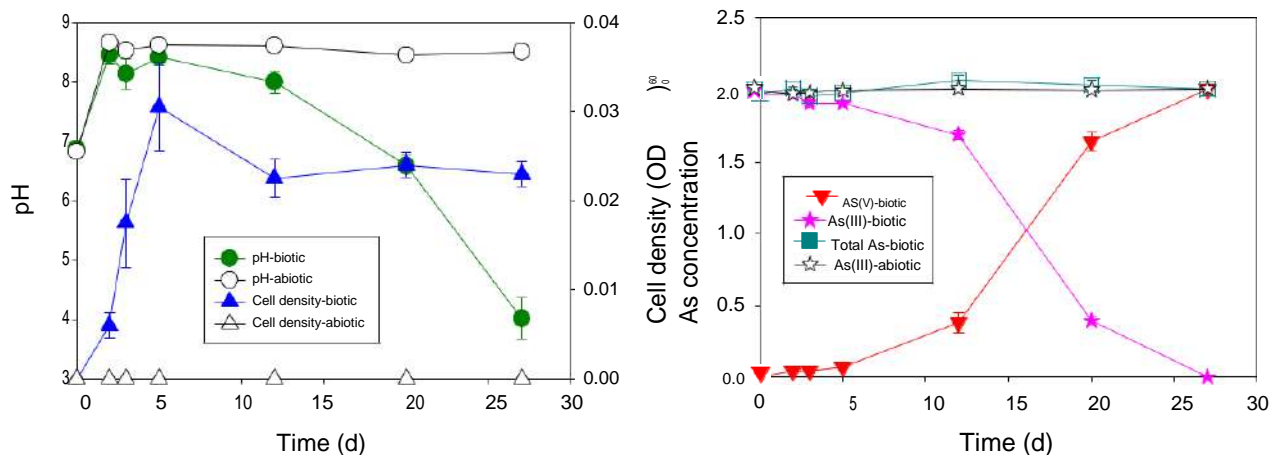 9
8
7
6
5
4
3
pH
0.04
0.03
0.02
0.01
0.00
pH-biotic
pH-abiotic
Cell density-biotic
Cell density-abiotic
0 5 10 15 20 25 30
Time (d)
Cell density (OD
)60
0
As concentration
2.0
1.5
1.0
0.5
0.0
AS(V)-biotic
As(III)-biotic
Total As-biotic
As(III)-abiotic
0 5 10 15 20 25 30
Time (d)